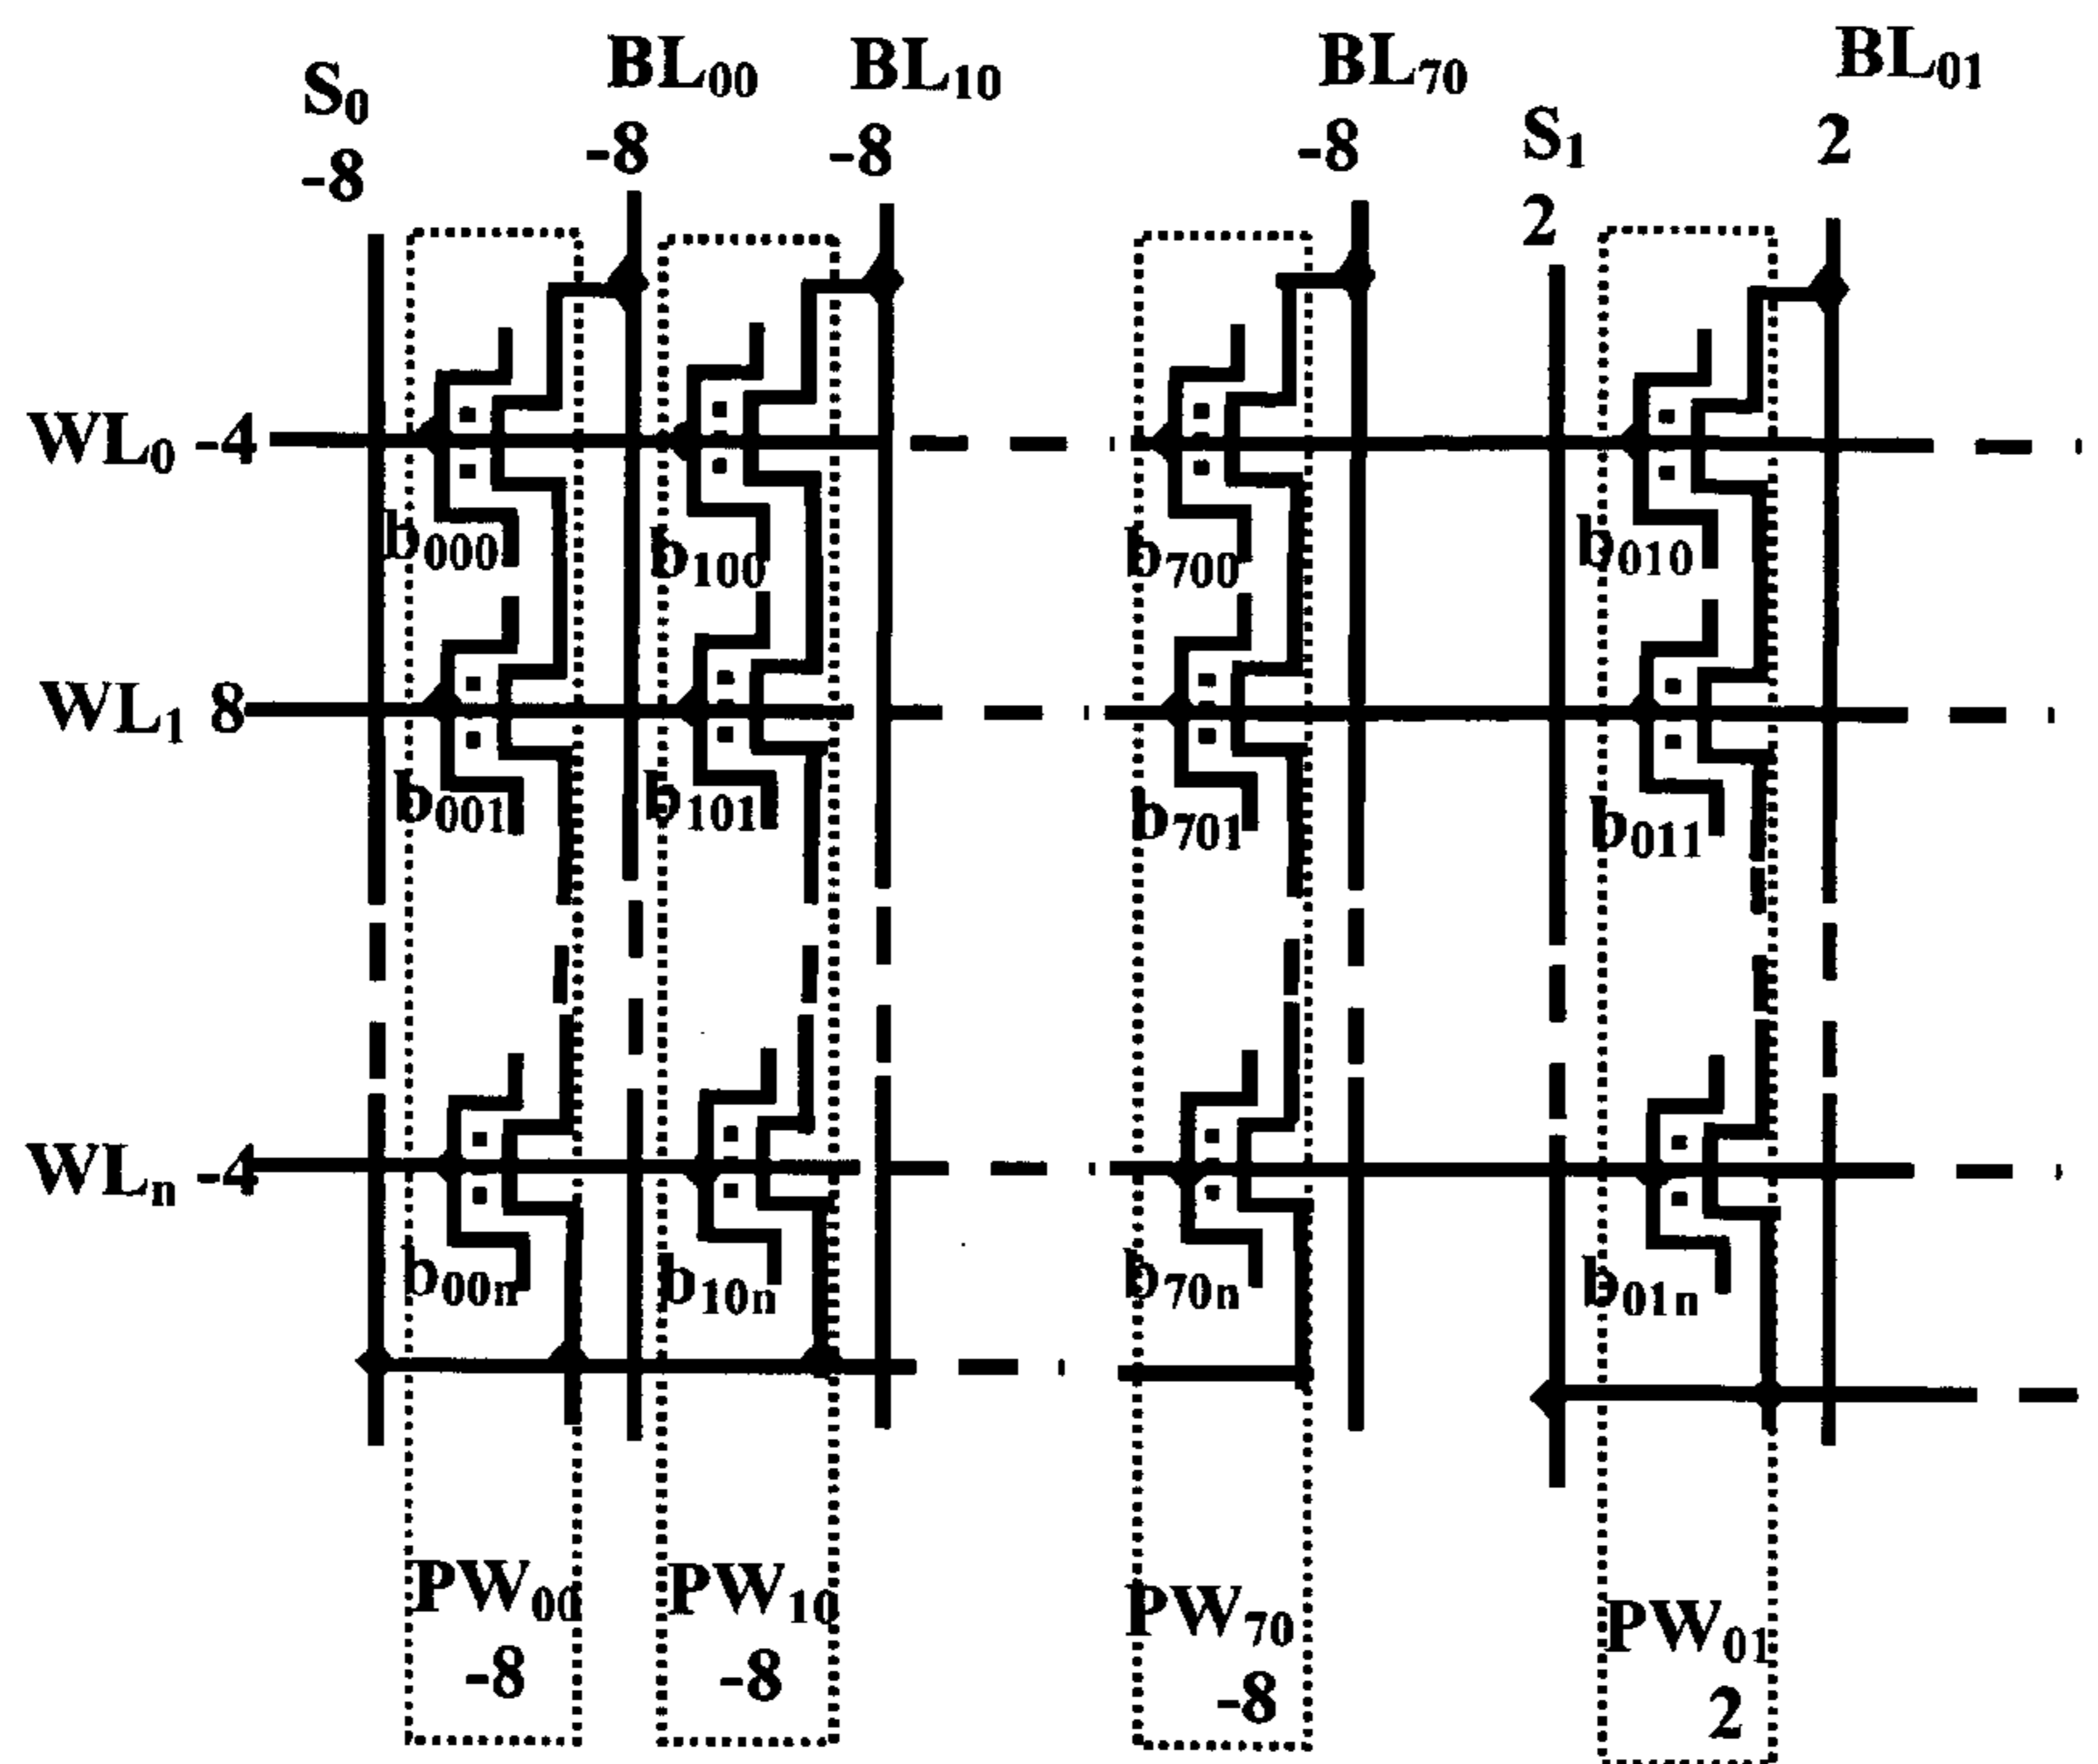 S₀
-8
BL₀₀
-8
BL₁₀
-8
BL₇₀
-8
S₁
2
BL₀₁
2
WL₀ -4
b₀₀₀
b₁₀₀
b₇₀₀
b₀₁₀
WL₁ 8
b₀₀₁
b₁₀₁
b₇₀₁
b₀₁₁
WLₙ -4
b₀₀ₙ
b₁₀ₙ
b₇₀ₙ
b₀₁ₙ
PW₀₀
-8
PW₁₀
-8
PW₇₀
-8
PW₀₁
2